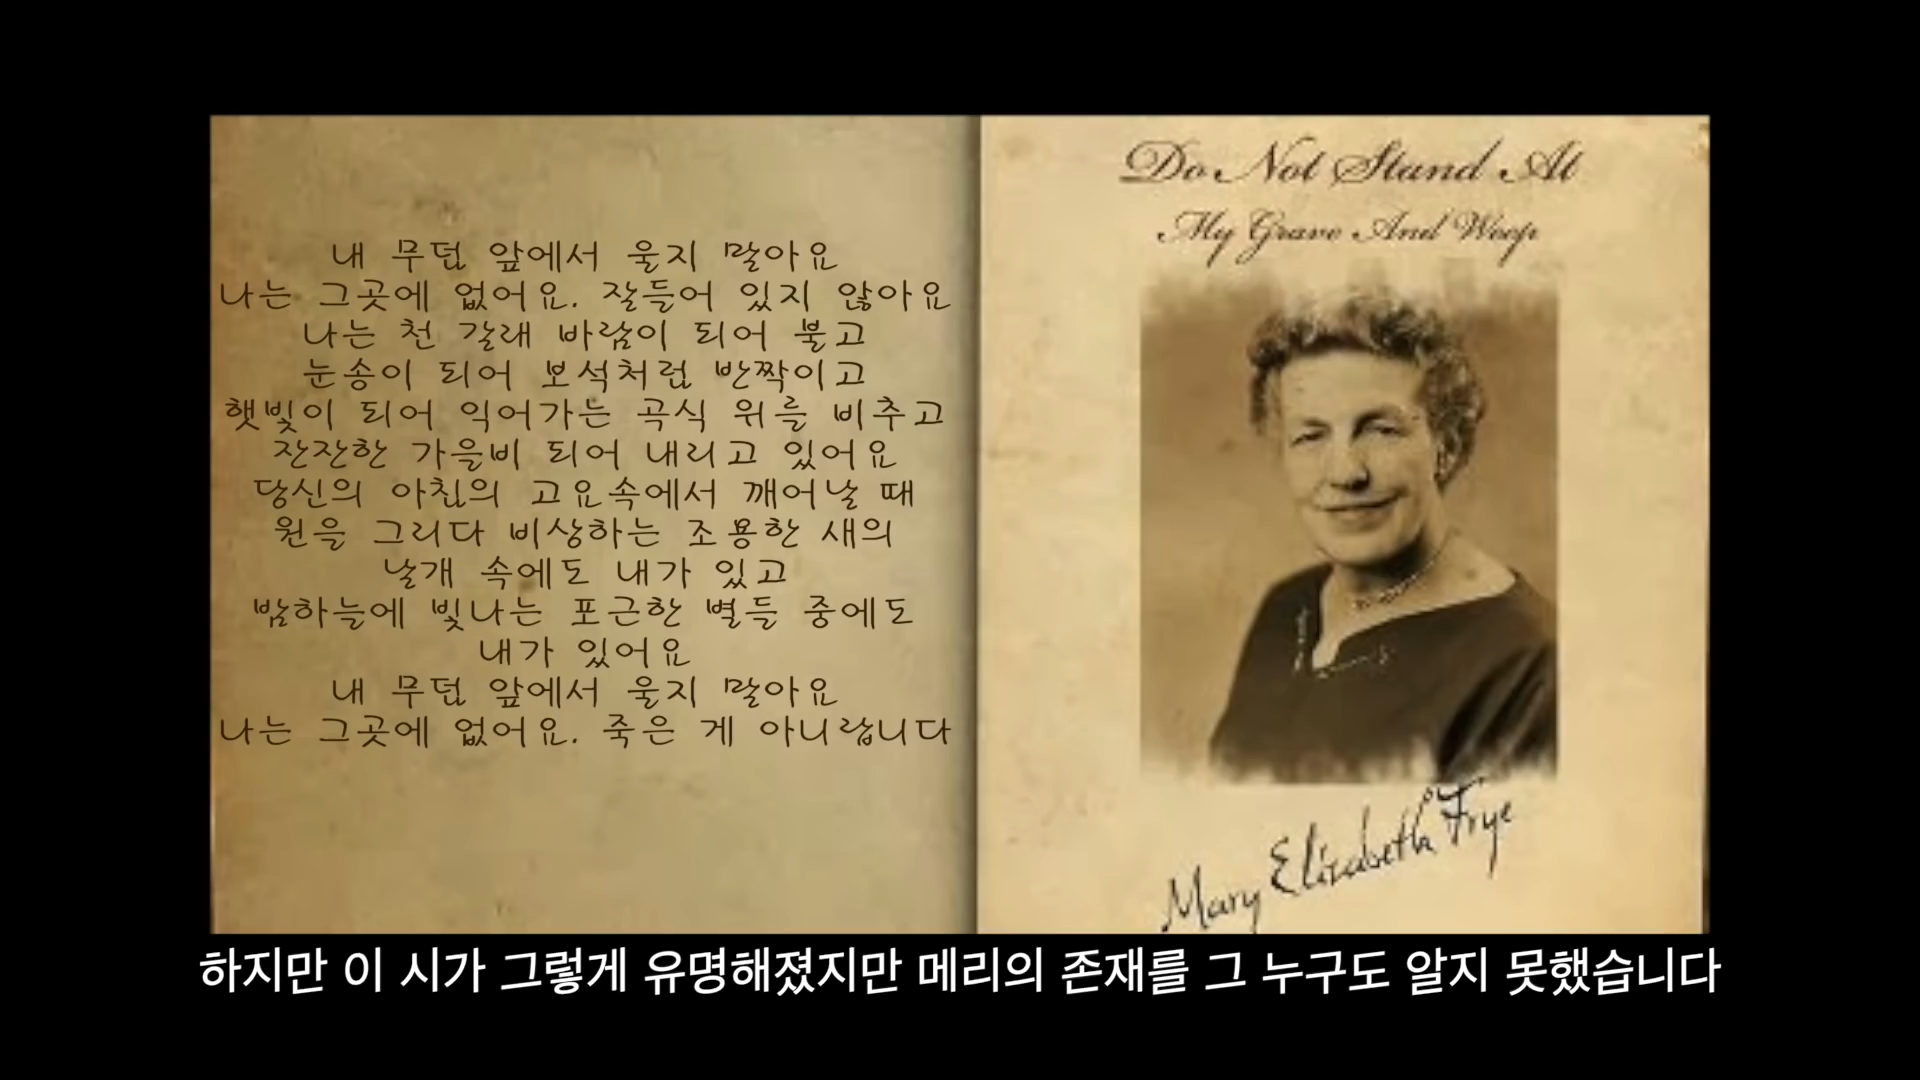 내 무덤 앞에서 울지 말아요
나는 그곳에 없어요. 잘들어 있지 않아요
나는 천 갈래 바람이 되어 불고
눈송이 되어 보석처럼 반짝이고
햇빛이 되어 익어가는 곡식 위를 비추고
잔잔한 가을비 되어 내리고 있어요
당신의 아침의 고요속에서 깨어날 때
원을 그리다 비상하는 조용한 새의
날개 속에도 내가 있고
밤하늘에 빛나는 포근한 별들 중에도
내가 있어요
내 무덤 앞에서 울지 말아요
나는 그곳에 없어요. 죽은 게 아니랍니다
Do Not Stand At
My Grave And Weep
Mary Elizabeth Frye
하지만 이 시가 그렇게 유명해졌지만 메리의 존재를 그 누구도 알지 못했습니다